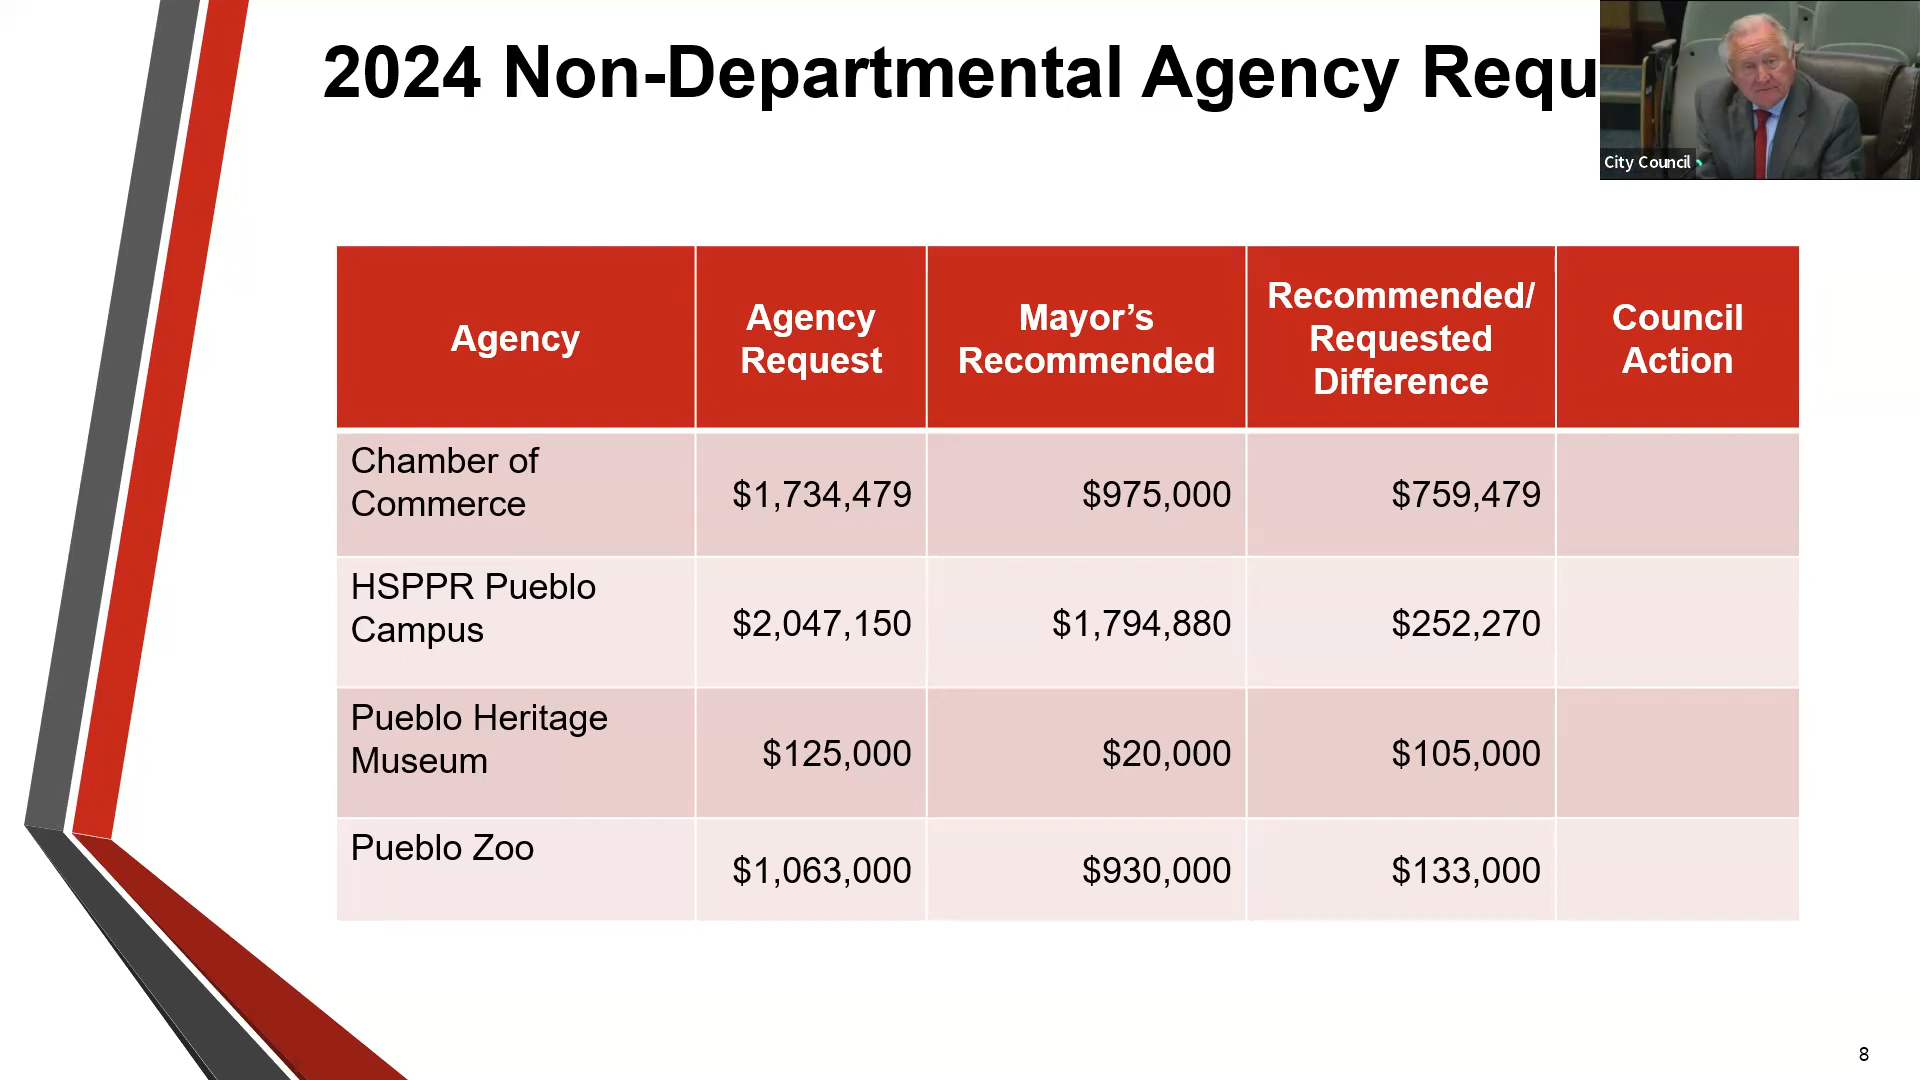 2024 Non-Departmental Agency Requ
City Council
Agency
Agency
Request
Mayor’s
Recommended
Recommended/
Requested
Difference
Council
Action
Chamber of
Commerce
$1,734,479
$975,000
$759,479
HSPPR Pueblo
Campus
$2,047,150
$1,794,880
$252,270
Pueblo Heritage
Museum
$125,000
$20,000
$105,000
Pueblo Zoo
$1,063,000
$930,000
$133,000
8